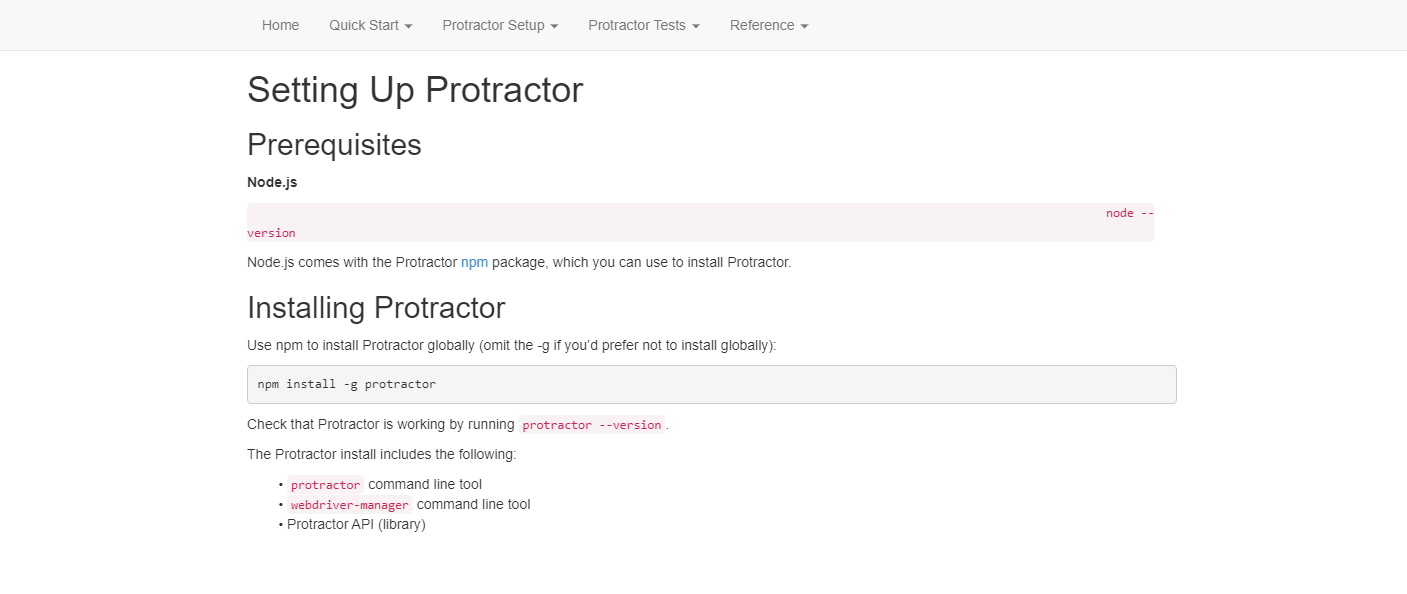 Home Quick Start Protractor Setup Protractor Tests Reference
Setting Up Protractor
Prerequisites
Node.js
node --
version
Node.js comes with the Protractor npm package, which you can use to install Protractor.
Installing Protractor
Use npm to install Protractor globally (omit the -g if you’d prefer not to install globally):
npm install -g protractor
Check that Protractor is working by running protractor --version.
The Protractor install includes the following:
• protractor command line tool
• webdriver-manager command line tool
• Protractor API (library)